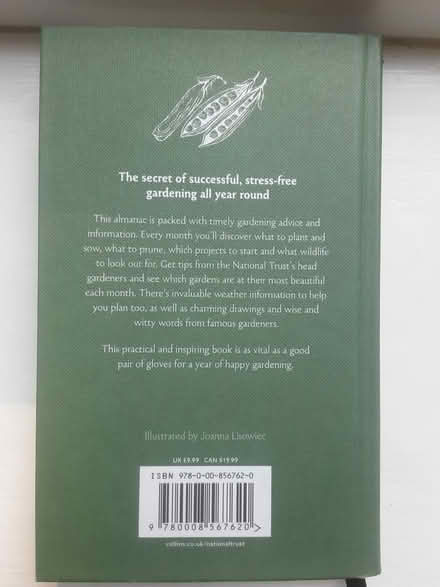 The secret of successful, stress-free
gardening all year round
This almanac is packed with timely gardening advice and
information. Every month you'll discover what to plant and
sow, what to prune, which projects to start and what wildlife
to look out for. Get tips from the National Trust's head
gardeners and see which gardens are at their most beautiful
each month. There's invaluable weather information to help
you plan too, as well as charming drawings and wise and
witty words from famous gardeners.
This practical and inspiring book is as vital as a good
pair of gloves for a year of happy gardening.
Illustrated by Joanna Lisowiec
UK £9.99 CAN $19.99
ISBN 978-0-00-856762-0
9 780008 567620 >
collins.co.uk/nationaltrust